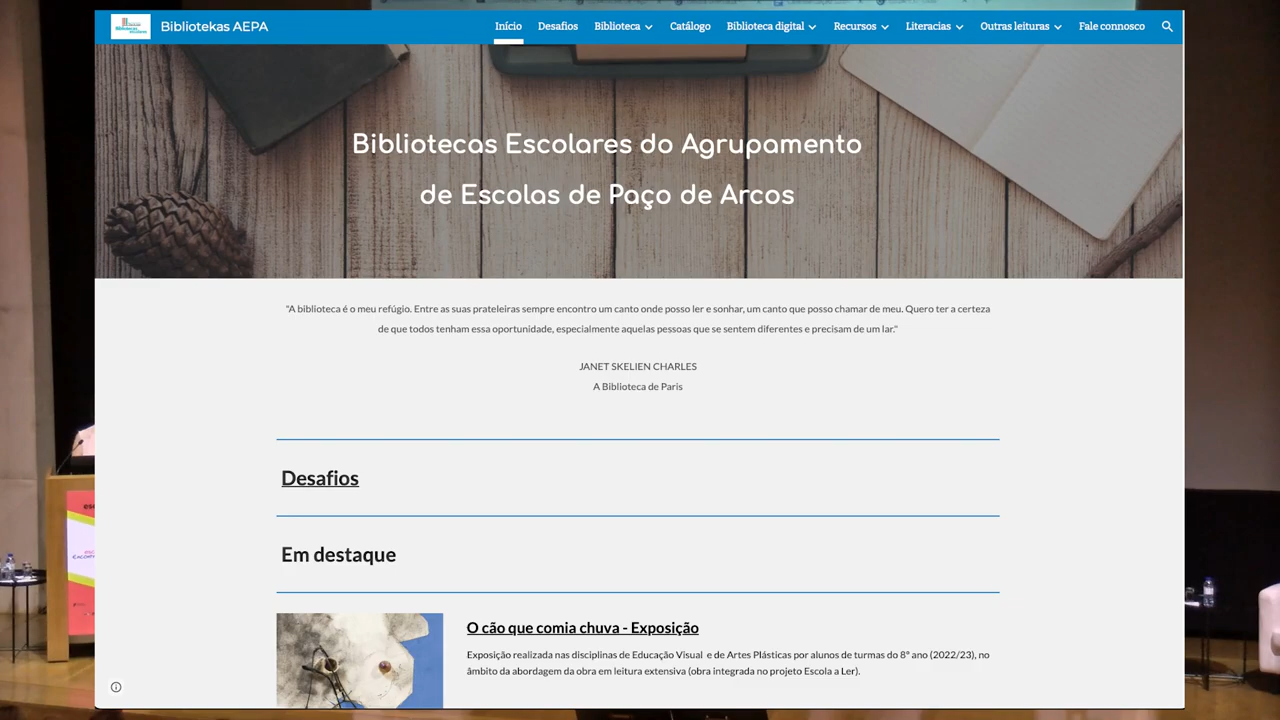 Bibliotekas AEPA
Início Desafios Biblioteca Catálogo Biblioteca digital Recursos Literacias Outras leituras Fale connosco
Bibliotecas Escolares do Agrupamento
de Escolas de Paço de Arcos
"A biblioteca é o meu refúgio. Entre as suas prateleiras sempre encontro um canto onde posso ler e sonhar, um canto que posso chamar de meu. Quero ter a certeza
de que todos tenham essa oportunidade, especialmente aquelas pessoas que se sentem diferentes e precisam de um lar."
JANET SKELIEN CHARLES
A Biblioteca de Paris
Desafios
Em destaque
O cão que comia chuva - Exposição
Exposição realizada nas disciplinas de Educação Visual e de Artes Plásticas por alunos de turmas do 8º ano (2022/23), no
âmbito da abordagem da obra em leitura extensiva (obra integrada no projeto Escola a Ler).